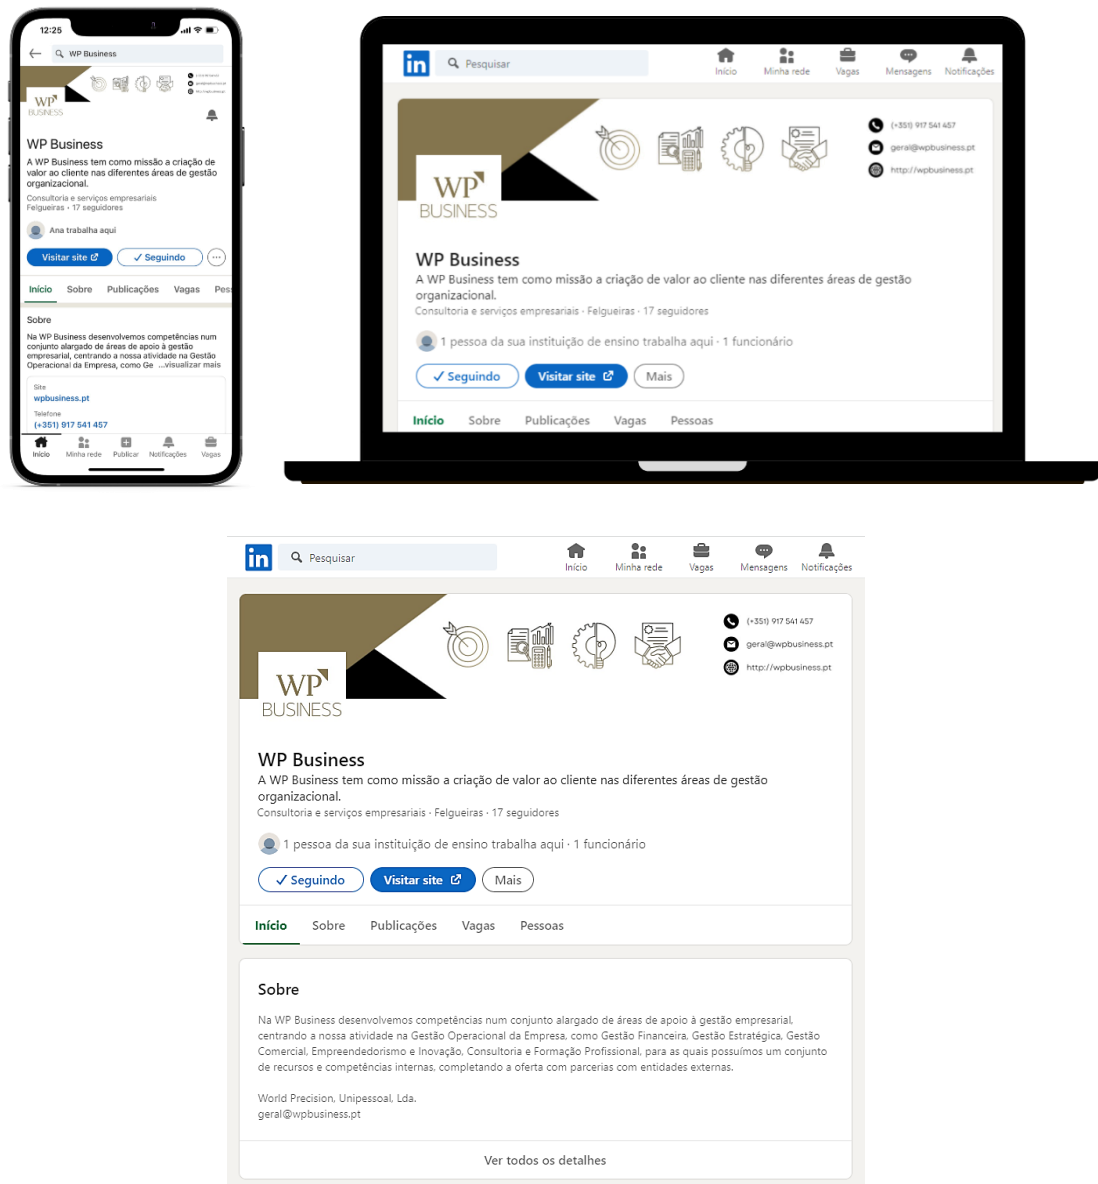 12:25
WP Business
WP
BUSINESS
WP Business
A WP Business tem como missão a criação de
valor ao cliente nas diferentes áreas de gestão
organizacional.
Consultoria e serviços empresariais
Felgueiras • 17 seguidores
Ana trabalha aqui
Visitar site
Seguindo
Início Sobre Publicações Vagas
Sobre
Na WP Business desenvolvemos competências num
conjunto alargado de áreas de apoio à gestão
empresarial, centrando a nossa atividade na Gestão
Operacional da Empresa, como Ge ...visualizar mais
Site
wpbusiness.pt
Telefone
(+351) 917 541 457
Início Minha rede Publicar Notificações Vagas
in Pesquisar Início Minha rede Vagas Mensagens Notificações
(+351) 917 541 457
geral@wpbusiness.pt
http://wpbusiness.pt
WP
BUSINESS
WP Business
A WP Business tem como missão a criação de valor ao cliente nas diferentes áreas de gestão
organizacional.
Consultoria e serviços empresariais · Felgueiras · 17 seguidores
1 pessoa da sua instituição de ensino trabalha aqui · 1 funcionário
Seguindo Visitar site Mais
Início Sobre Publicações Vagas Pessoas
in Pesquisar Início Minha rede Vagas Mensagens Notificações
(+351) 917 541 457
geral@wpbusiness.pt
http://wpbusiness.pt
WP
BUSINESS
WP Business
A WP Business tem como missão a criação de valor ao cliente nas diferentes áreas de gestão
organizacional.
Consultoria e serviços empresariais · Felgueiras · 17 seguidores
1 pessoa da sua instituição de ensino trabalha aqui · 1 funcionário
Seguindo Visitar site Mais
Início Sobre Publicações Vagas Pessoas
Sobre
Na WP Business desenvolvemos competências num conjunto alargado de áreas de apoio à gestão empresarial,
centrando a nossa atividade na Gestão Operacional da Empresa, como Gestão Financeira, Gestão Estratégica, Gestão
Comercial, Empreendedorismo e Inovação, Consultoria e Formação Profissional, para as quais possuímos um conjunto
de recursos e competências internas, completando a oferta com parcerias com entidades externas.
World Precision, Unipessoal, Lda.
geral@wpbusiness.pt
Ver todos os detalhes